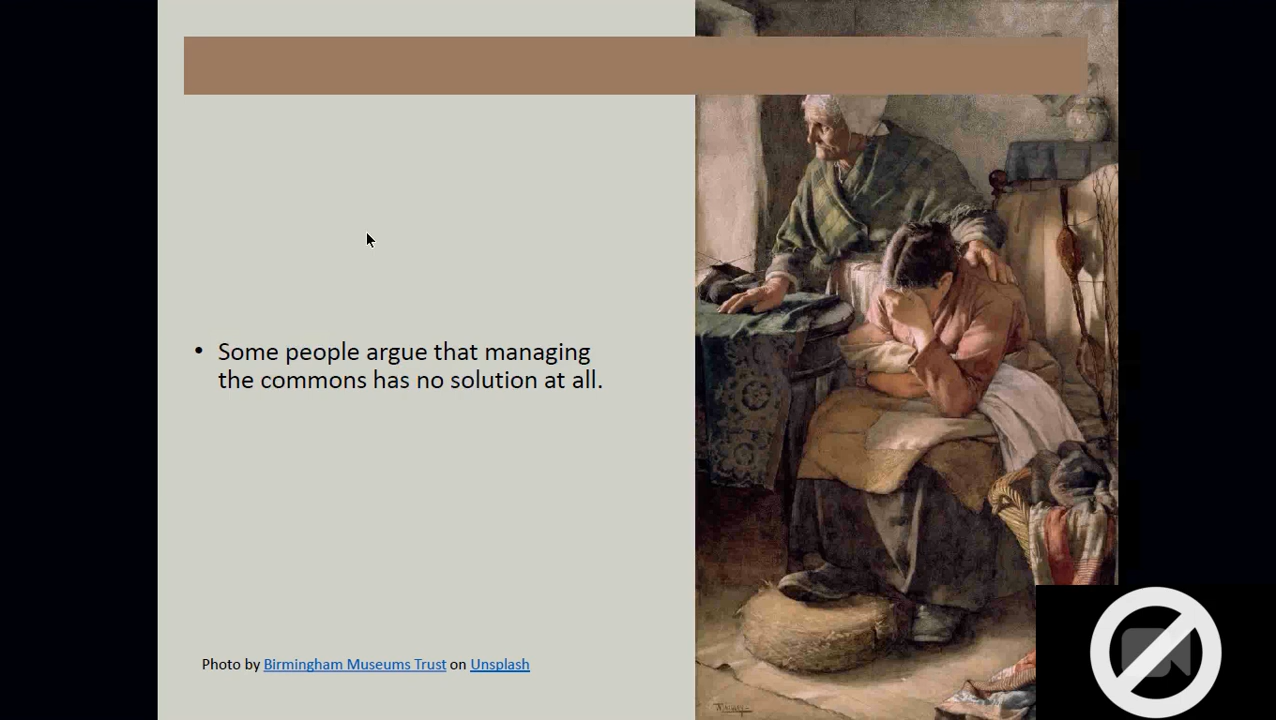 • Some people argue that managing
the commons has no solution at all.
Photo by Birmingham Museums Trust on Unsplash